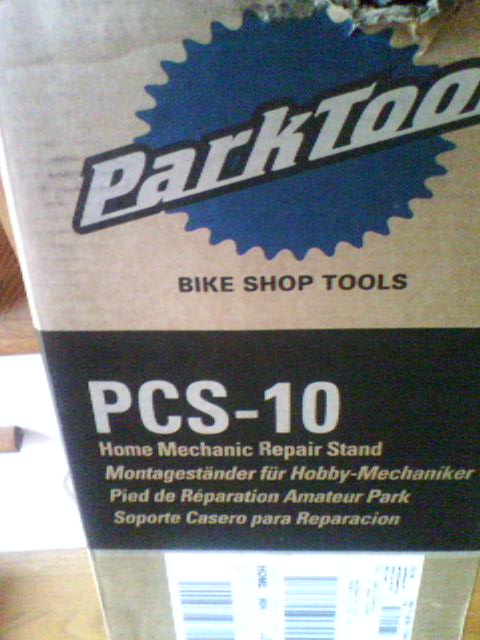 ParkTool
BIKE SHOP TOOLS
PCS-10
Home Mechanic Repair Stand
Montageständer für Hobby-Mechaniker
Pied de Réparation Amateur Park
Soporte Casero para Reparacion